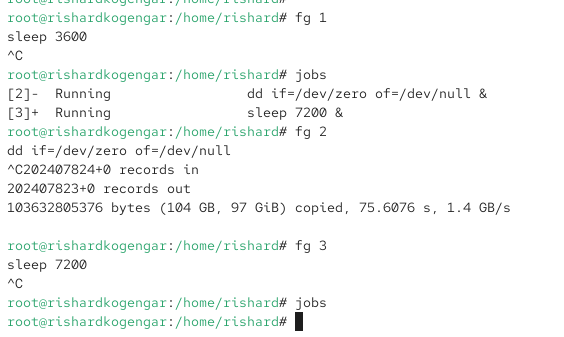 root@rishardkogengar:/home/rishard# fg 1
sleep 3600
^C
root@rishardkogengar:/home/rishard# jobs
[2]-  Running                 dd if=/dev/zero of=/dev/null &
[3]+  Running                 sleep 7200 &
root@rishardkogengar:/home/rishard# fg 2
dd if=/dev/zero of=/dev/null
^C202407824+0 records in
202407823+0 records out
103632805376 bytes (104 GB, 97 GiB) copied, 75.6076 s, 1.4 GB/s
root@rishardkogengar:/home/rishard# fg 3
sleep 7200
^C
root@rishardkogengar:/home/rishard# jobs
root@rishardkogengar:/home/rishard#